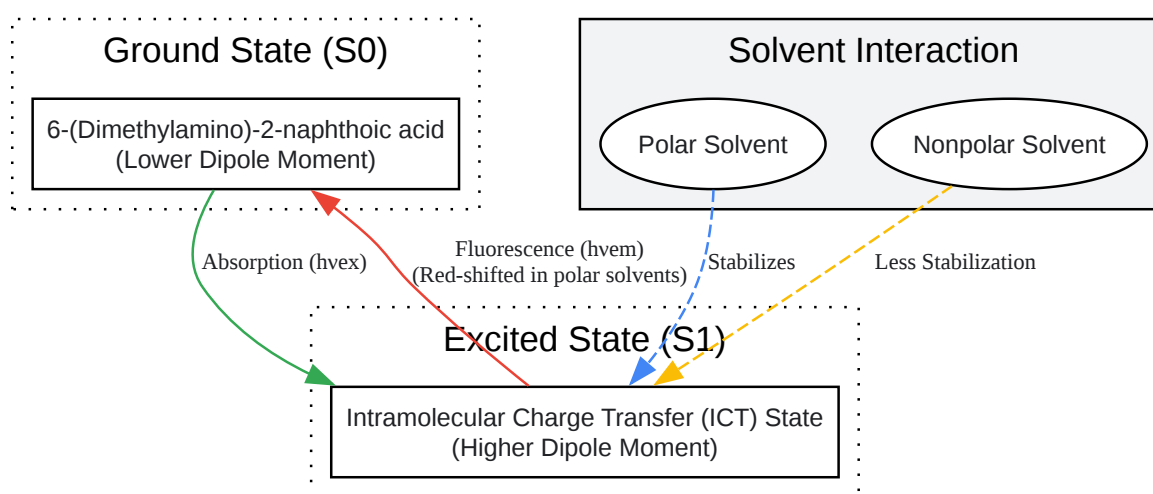 Ground State (S0)
6-(Dimethylamino)-2-naphthoic acid
(Lower Dipole Moment)
Solvent Interaction
Polar Solvent
Nonpolar Solvent
Absorption (hvex)
Fluorescence (hvem)
(Red-shifted in polar solvents)
Stabilizes
Less Stabilization
Excited State (S1)
Intramolecular Charge Transfer (ICT) State
(Higher Dipole Moment)